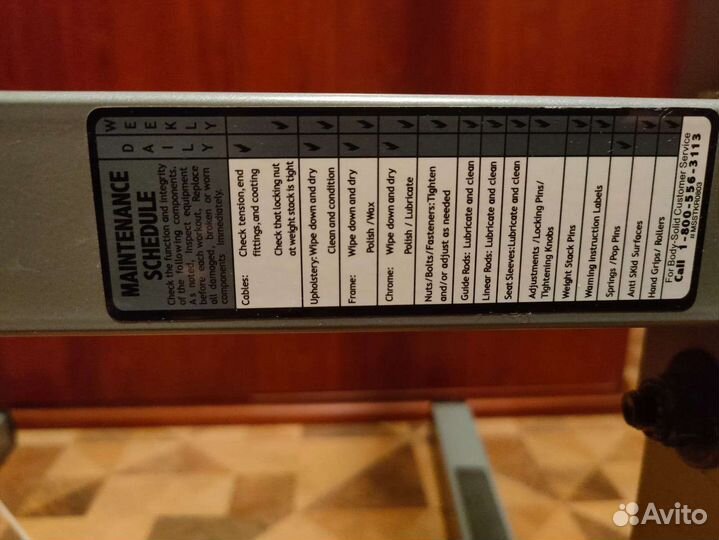 MAINTENANCE
SCHEDULE
Check the function and integrity
of the following components.
As noted. Inspect equipment
before each workout. Replace
all damaged, broken or worn
components immediately.
DAILY
WEEKLY
Cables: Check tension, end
fittings, and coating
Check that locking nut
at weight stack is tight
Upholstery: Wipe down and dry
Clean and condition
Frame: Wipe down and dry
Polish /Wax
Chrome: Wipe down and dry
Polish / Lubricate
Nuts/Bolts/Fasteners:Tighten
and/or adjust as needed
Guide Rods: Lubricate and clean
Linear Rods: Lubricate and clean
Seat Sleeves:Lubricate and clean
Adjustments /Locking Pins/
Tightening Knobs
Weight Stack Pins
Warning Instruction Labels
Springs /Pop Pins
Anti Skid Surfaces
Hand Grips/ Rollers
For Body-Solid Customer Service
Call 1-800-556-3113
Avito